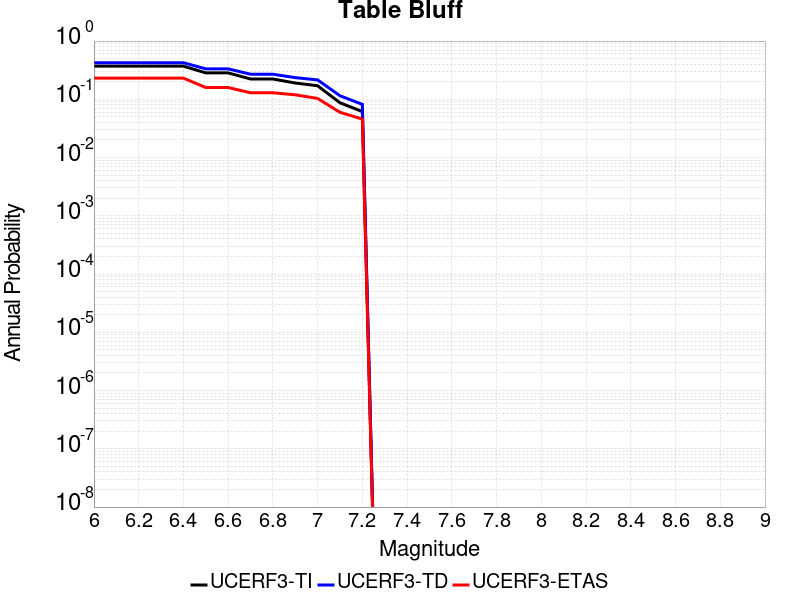 Table Bluff
10^0
10^-1
10^-2
10^-3
10^-4
10^-5
10^-6
10^-7
10^-8
Annual Probability
6 6.2 6.4 6.6 6.8 7 7.2 7.4 7.6 7.8 8 8.2 8.4 8.6 8.8 9
Magnitude
UCERF3-TI UCERF3-TD UCERF3-ETAS